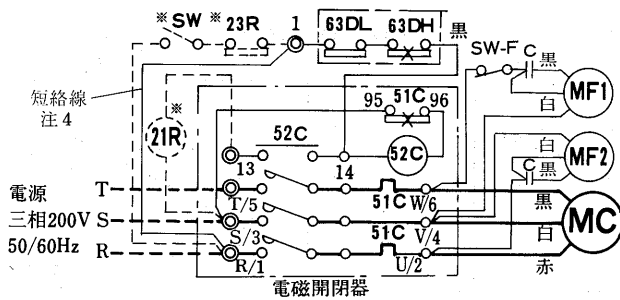 ※ SW ※ 23R 1 63DL 63DH 黒
SW-F C 黒
MF1
短絡線
注4
※
21R
51C
95 96
白
52C
52C
白
MF2
C
13 14
電源
三相200V
50/60Hz
T
T/5
51C
W/6
黒
MC
S
S/3
51C
V/4
白
R
R/1
U/2
赤
電磁開閉器